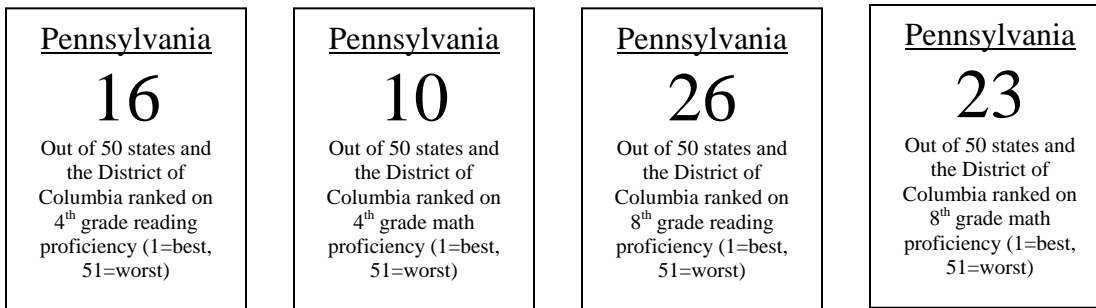 Pennsylvania
16
Out of 50 states and
the District of
Columbia ranked on
4th grade reading
proficiency (1=best,
51=worst)
Pennsylvania
10
Out of 50 states and
the District of
Columbia ranked on
4th grade math
proficiency (1=best,
51=worst)
Pennsylvania
26
Out of 50 states and
the District of
Columbia ranked on
8th grade reading
proficiency (1=best,
51=worst)
Pennsylvania
23
Out of 50 states and
the District of
Columbia ranked on
8th grade math
proficiency (1=best,
51=worst)